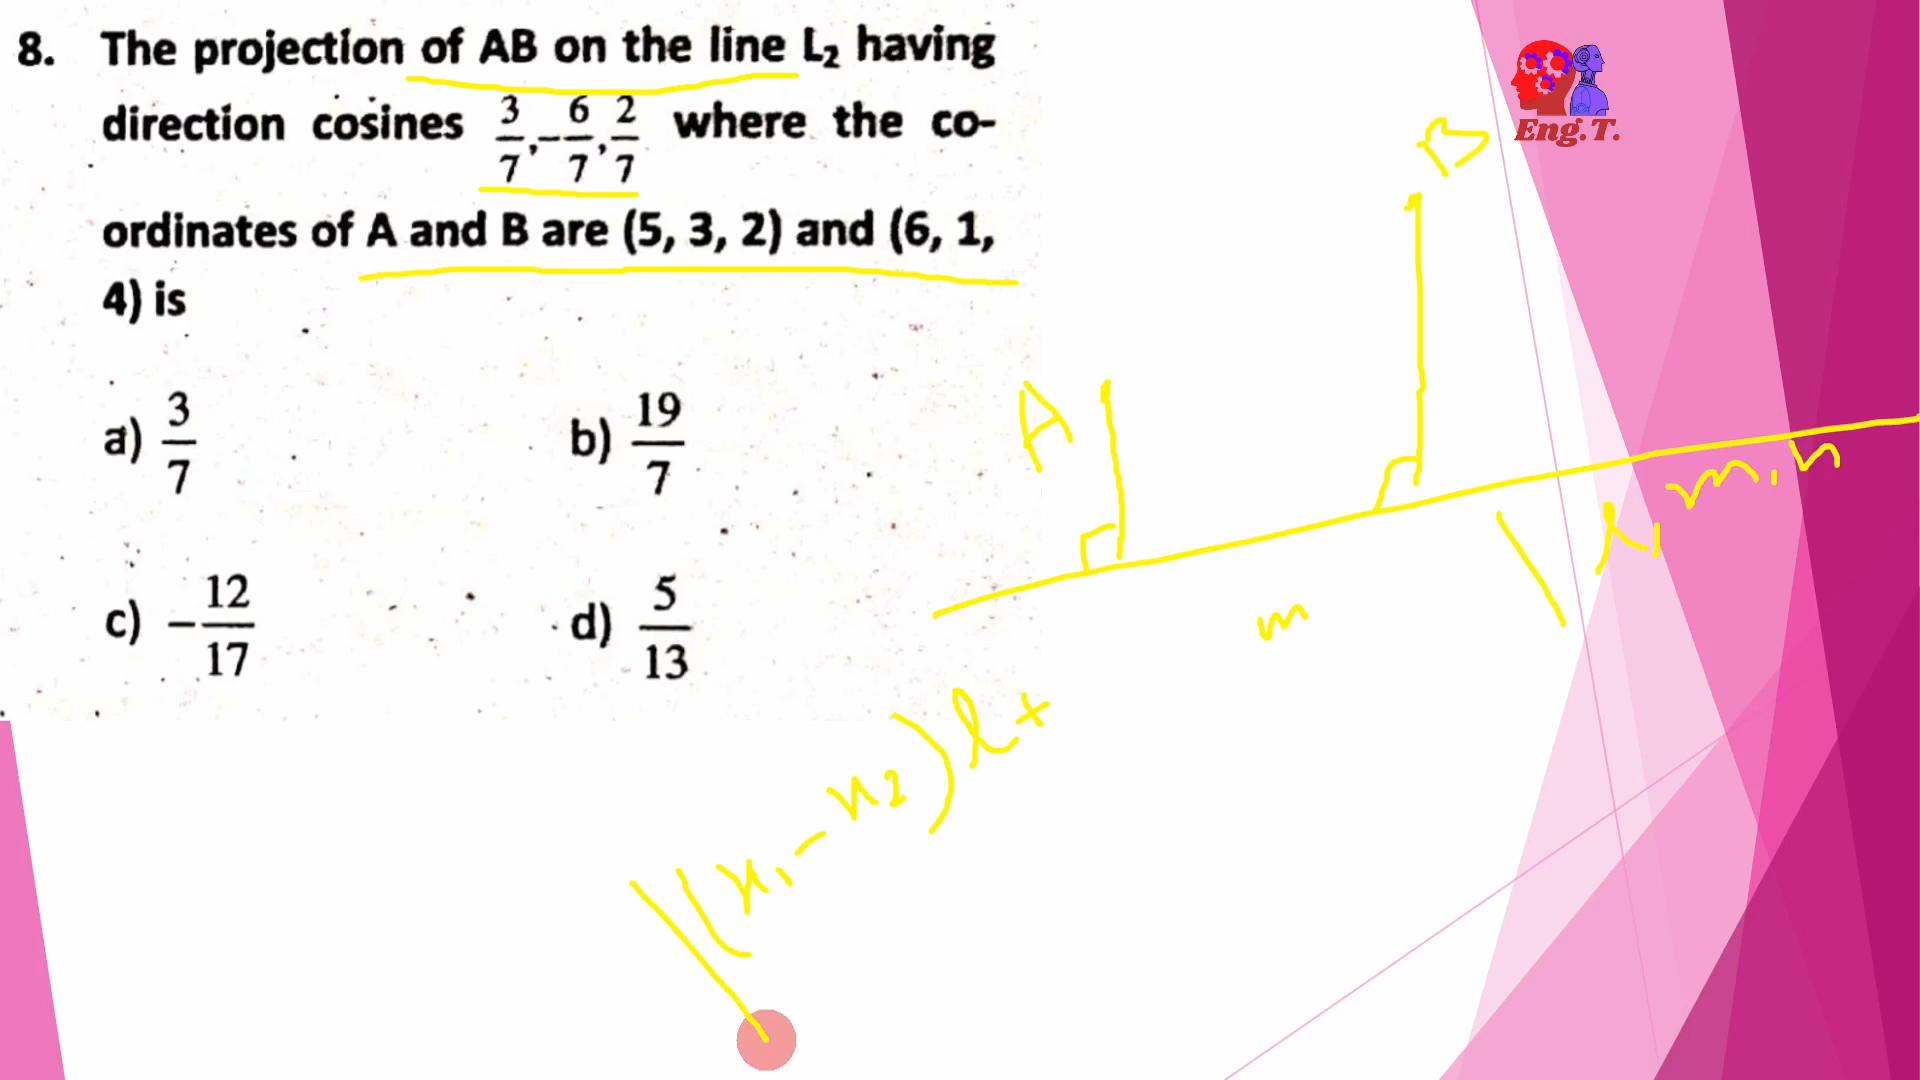 8. The projection of AB on the line L₂ having
direction cosines 3/7, -6/7, 2/7 where the co-
ordinates of A and B are (5, 3, 2) and (6, 1,
4) is
a) 3/7 b) 19/7
c) -12/17 d) 5/13
Eng.T.
B
A
l, m, n
m
|(x₁ - x₂) l +